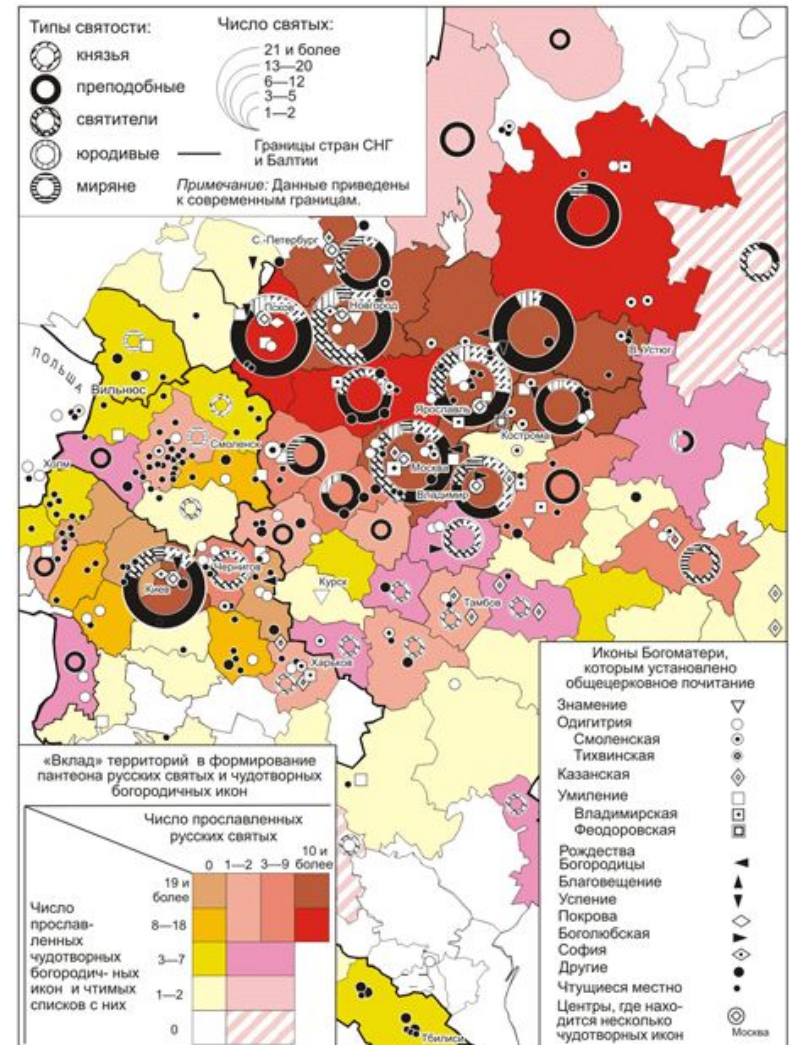 Типы святости:
князья
преподобные
святители
юродивые
миряне
Число святых:
21 и более
13—20
6—12
3—5
1—2
Границы стран СНГ
и Балтии
Примечание: Данные приведены
к современным границам.
С.-Петербург
Псков
Новгород
В. Устюг
ПОЛЬША
Вильнюс
Ярославль
Кострома
Смоленск
Холм
Москва
Владимир
Чернигов
Киев
Курск
Тамбов
Харьков
Тбилиси
«Вклад» территорий в формирование
пантеона русских святых и чудотворных
богородичных икон
Число прославленных
русских святых
0 1—2 3—9 10 и
более
19 и
более
8—18
3—7
1—2
0
Число
прослав-
ленных
чудотворных
богородич- ных
икон и чтимых
списков с них
Иконы Богоматери,
которым установлено
общецерковное почитание
Знамение
Одигитрия
Смоленская
Тихвинская
Казанская
Умиление
Владимирская
Феодоровская
Рождества
Богородицы
Благовещение
Успение
Покрова
Боголюбская
София
Другие
Чтущиеся местно
Центры, где нахо-
дится несколько
чудотворных икон
Москва